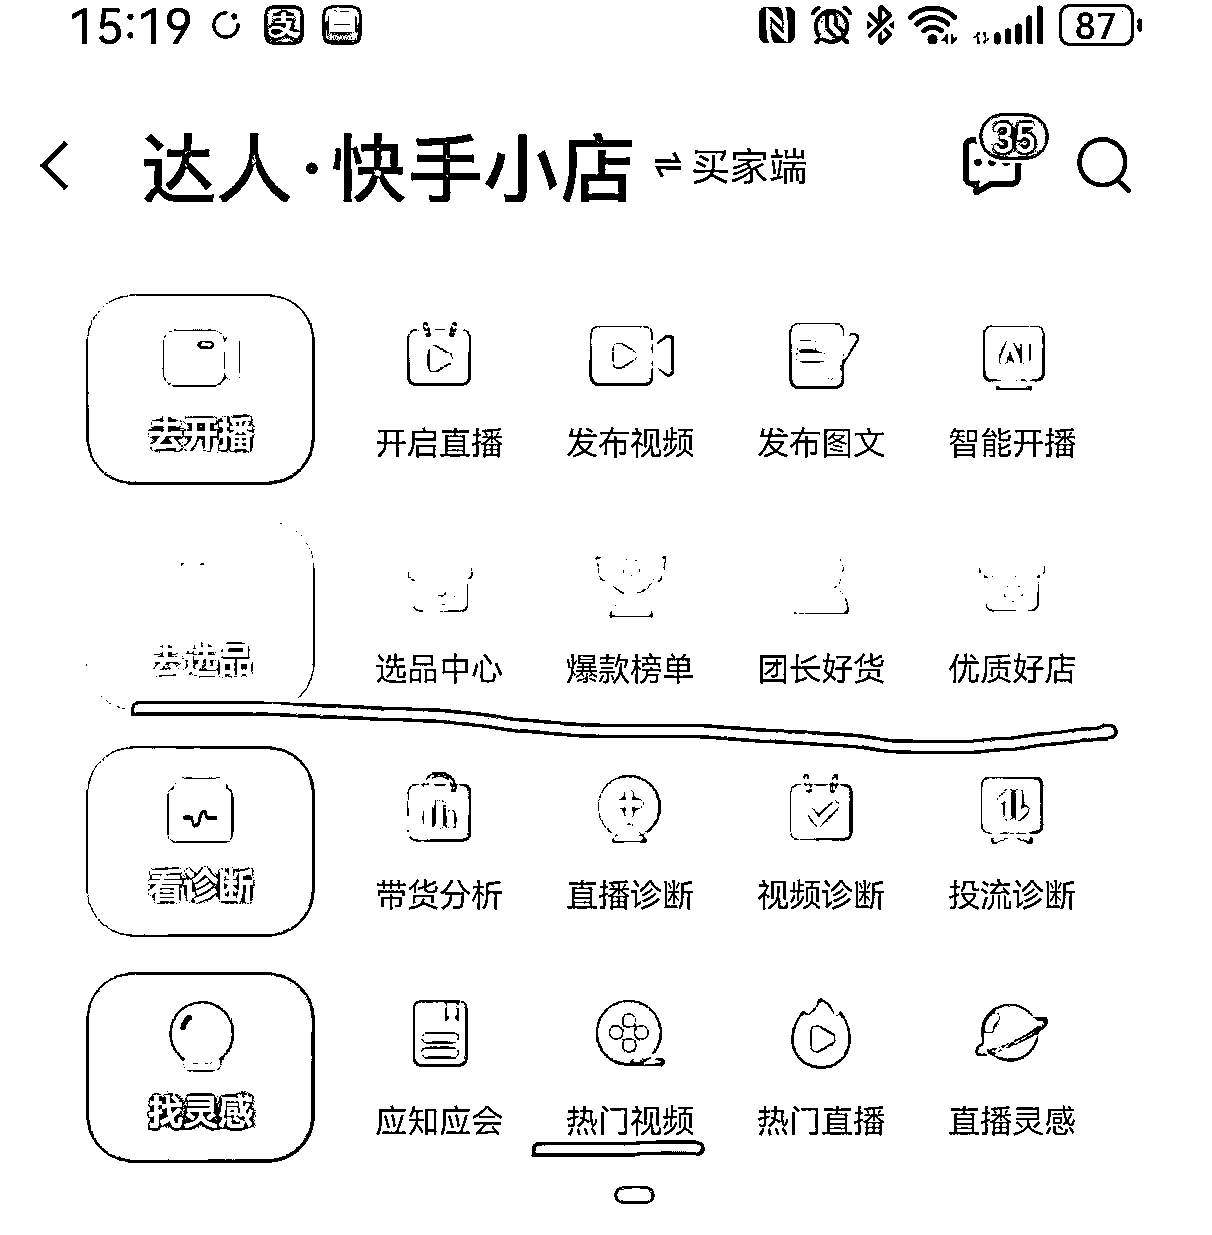 15:19 支 87
达人·快手小店 买家端 35
去开播 开启直播 发布视频 发布图文 AI 智能开播
去选品 选品中心 爆款榜单 团长好货 优质好店
看诊断 带货分析 直播诊断 视频诊断 投流诊断
找灵感 应知应会 热门视频 热门直播 直播灵感